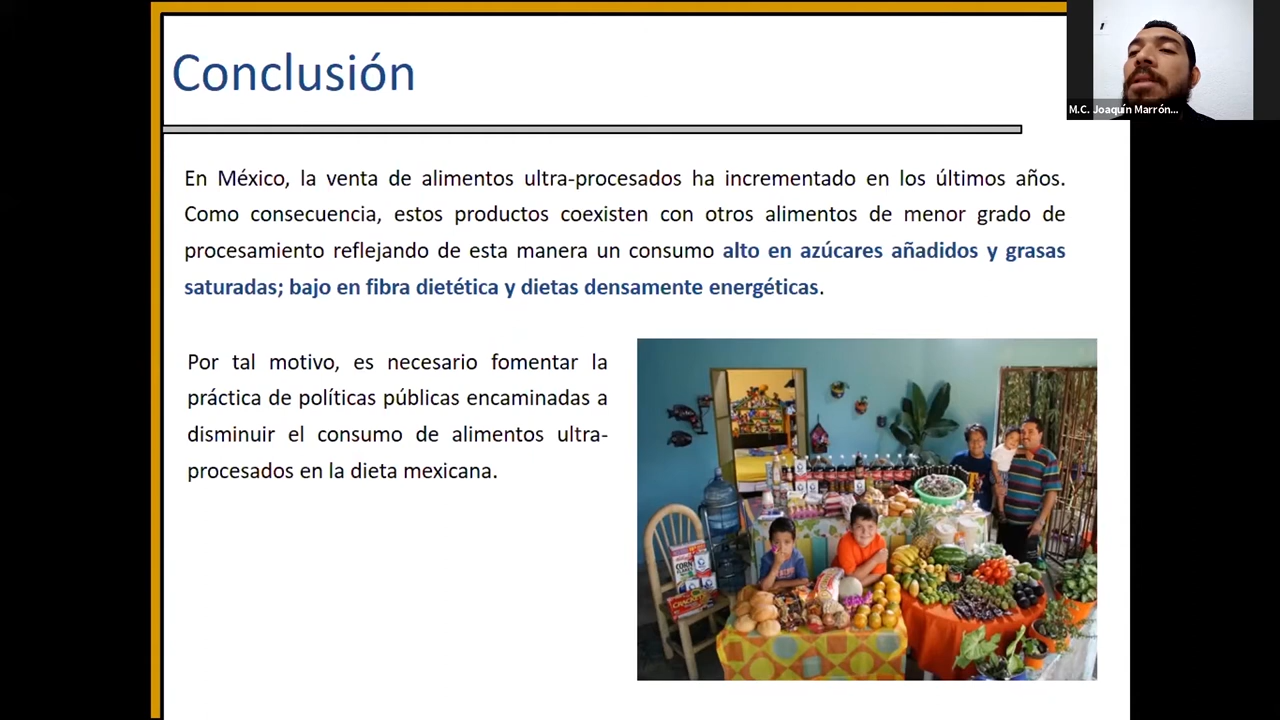 Conclusión
M.C. Joaquín Marrón...
En México, la venta de alimentos ultra-procesados ha incrementado en los últimos años.
Como consecuencia, estos productos coexisten con otros alimentos de menor grado de
procesamiento reflejando de esta manera un consumo alto en azúcares añadidos y grasas
saturadas; bajo en fibra dietética y dietas densamente energéticas.
Por tal motivo, es necesario fomentar la
práctica de políticas públicas encaminadas a
disminuir el consumo de alimentos ultra-
procesados en la dieta mexicana.
CORN